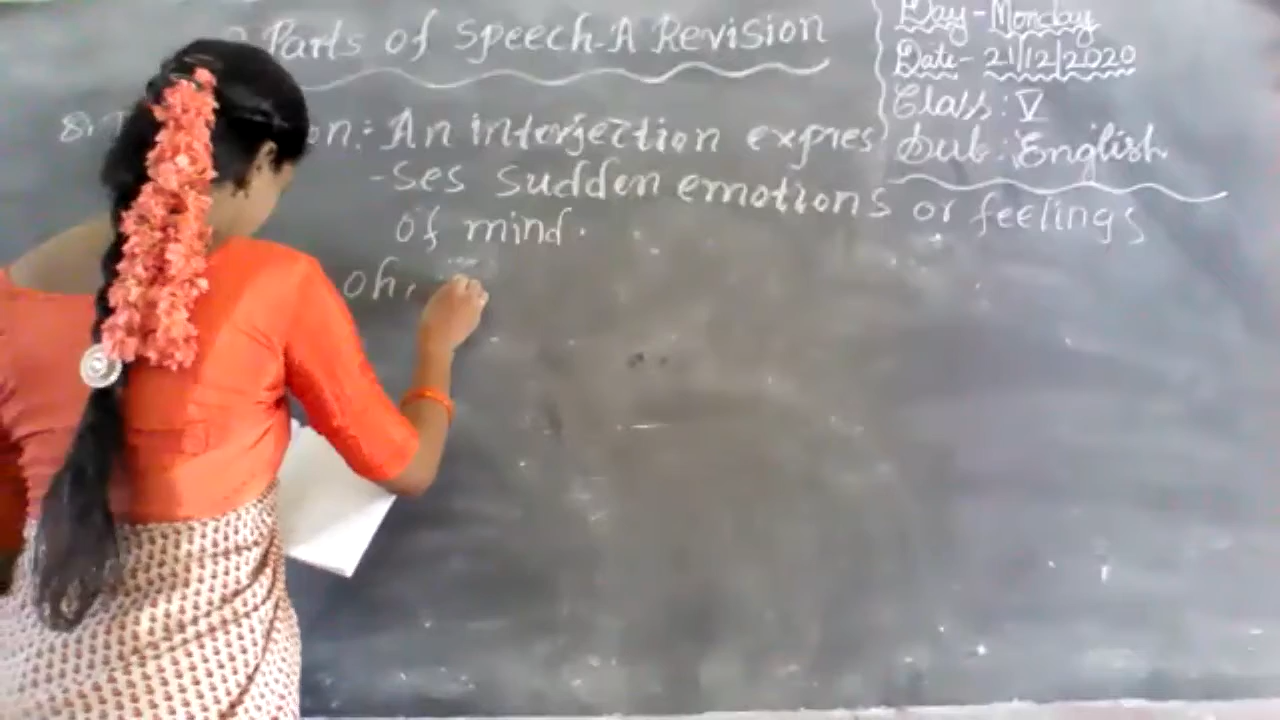 Parts of Speech-A Revision
Day-Monday
Date- 21/12/2020
Class: V
Sub: English
8. on: An interjection expres
-ses sudden emotions or feelings
of mind.
oh,